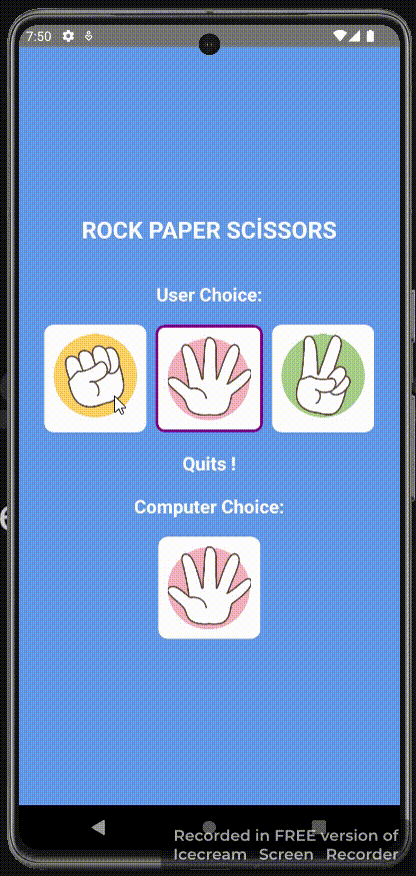 7:50
ROCK PAPER SCİSSORS
User Choice:
Quits !
Computer Choice:
e
Recorded in FREE version of
Icecream Screen Recorder